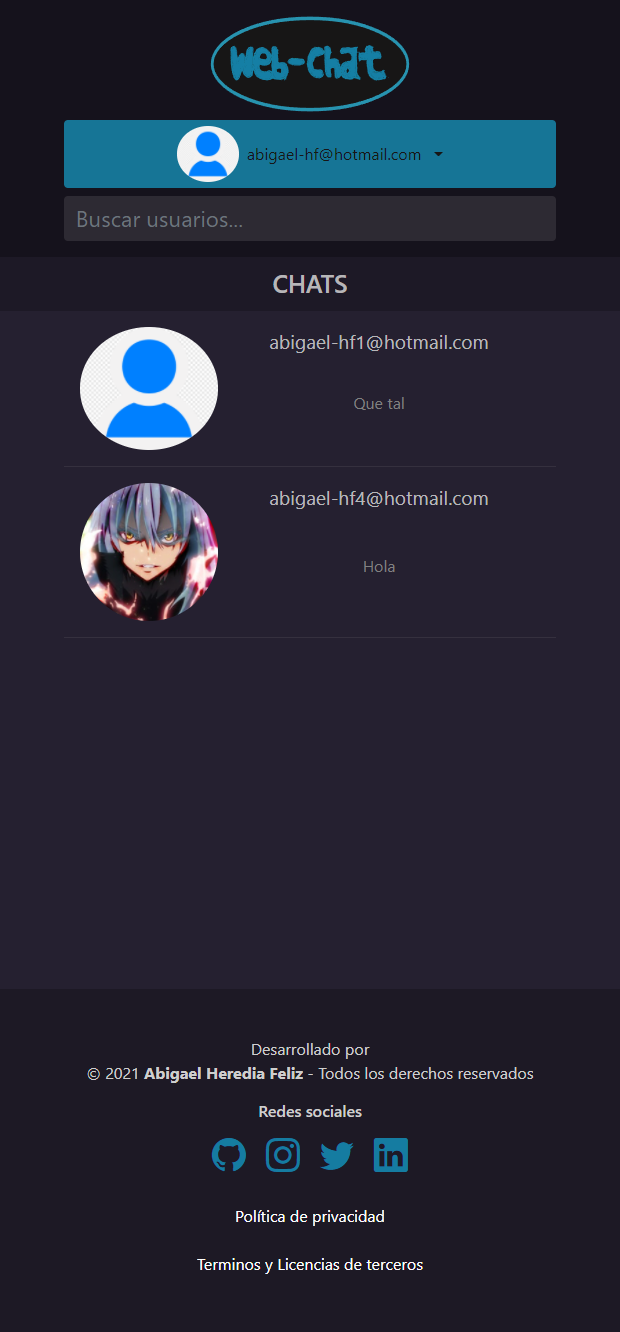 Web-Chat
abigael-hf@hotmail.com
Buscar usuarios...
CHATS
abigael-hf1@hotmail.com
Que tal
abigael-hf4@hotmail.com
Hola
Desarrollado por
© 2021 Abigael Heredia Feliz - Todos los derechos reservados
Redes sociales
in
Política de privacidad
Terminos y Licencias de terceros